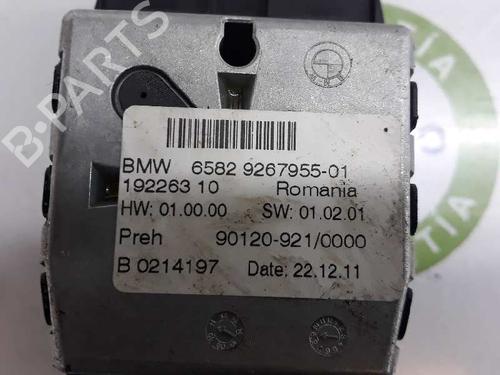 B-PARTS
BMW 6582 9267955-01
192263 10 Romania
HW: 01.00.00 SW: 01.02.01
Preh 90120-921/0000
B 0214197 Date: 22.12.11